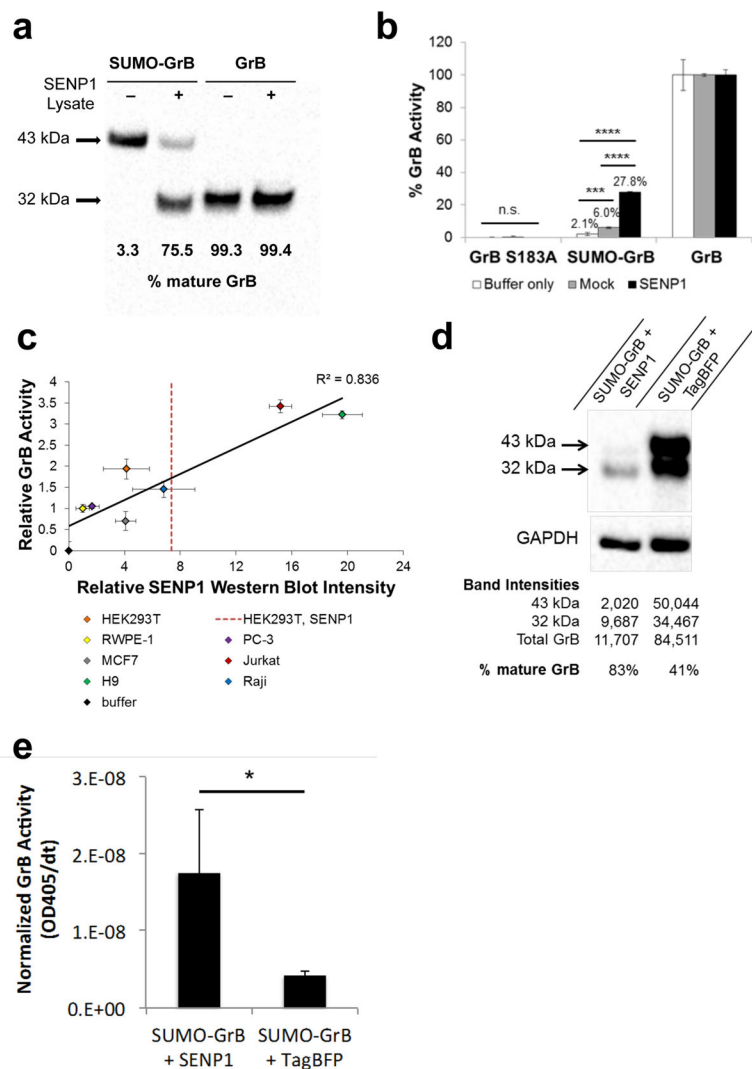 a
SUMO-GrB GrB
SENP1 Lysate – + – +
43 kDa
32 kDa
3.3 75.5 99.3 99.4
% mature GrB
b
% GrB Activity
120
100
80
60
40
20
0
n.s.
****
****
***
2.1% 6.0% 27.8%
GrB S183A SUMO-GrB GrB
Buffer only Mock SENP1
c
Relative GrB Activity
4
3.5
3
2.5
2
1.5
1
0.5
0
R² = 0.836
0 4 8 12 16 20 24
Relative SENP1 Western Blot Intensity
HEK293T HEK293T, SENP1
RWPE-1 PC-3
MCF7 Jurkat
H9 Raji
buffer
d
SUMO-GrB + SENP1
SUMO-GrB + TagBFP
43 kDa
32 kDa
GAPDH
Band Intensities
43 kDa 2,020 50,044
32 kDa 9,687 34,467
Total GrB 11,707 84,511
% mature GrB 83% 41%
e
Normalized GrB Activity
(OD405/dt)
3.E-08
2.E-08
1.E-08
0.E+00
*
SUMO-GrB SUMO-GrB
+ SENP1 + TagBFP